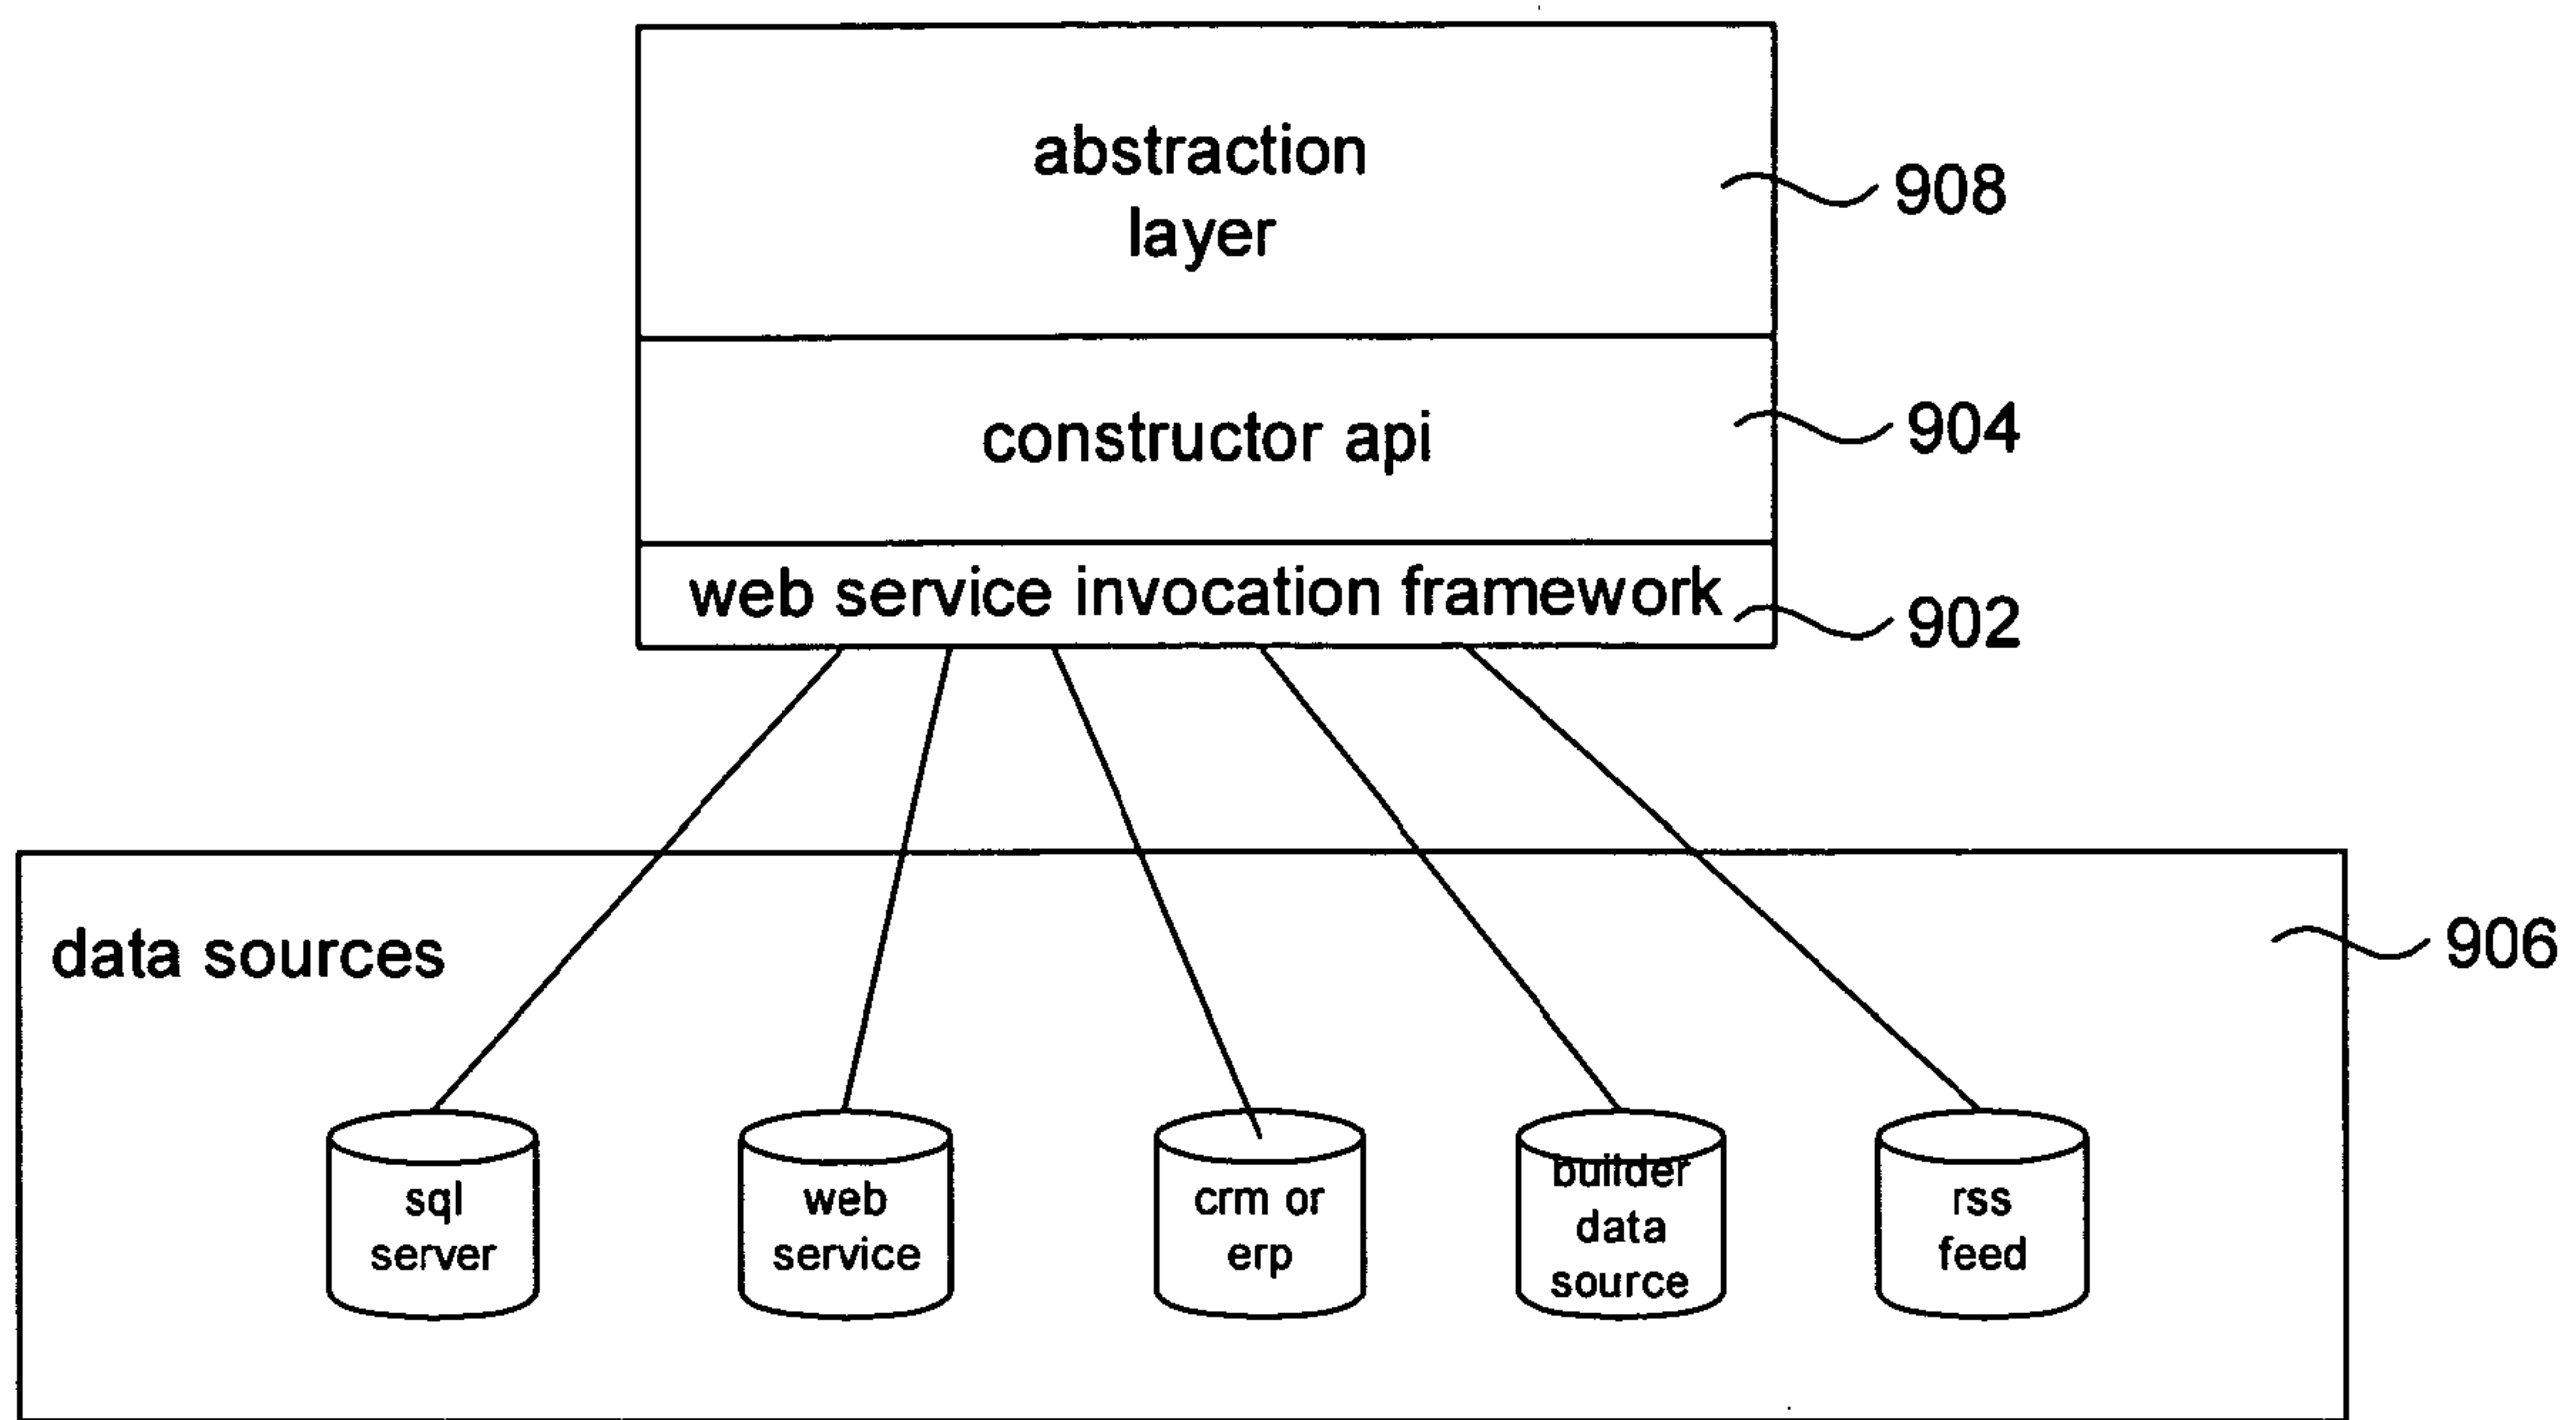 abstraction
layer
908
constructor api
904
web service invocation framework
902
data sources
906
sql
server
web
service
crm or
erp
builder
data
source
rss
feed